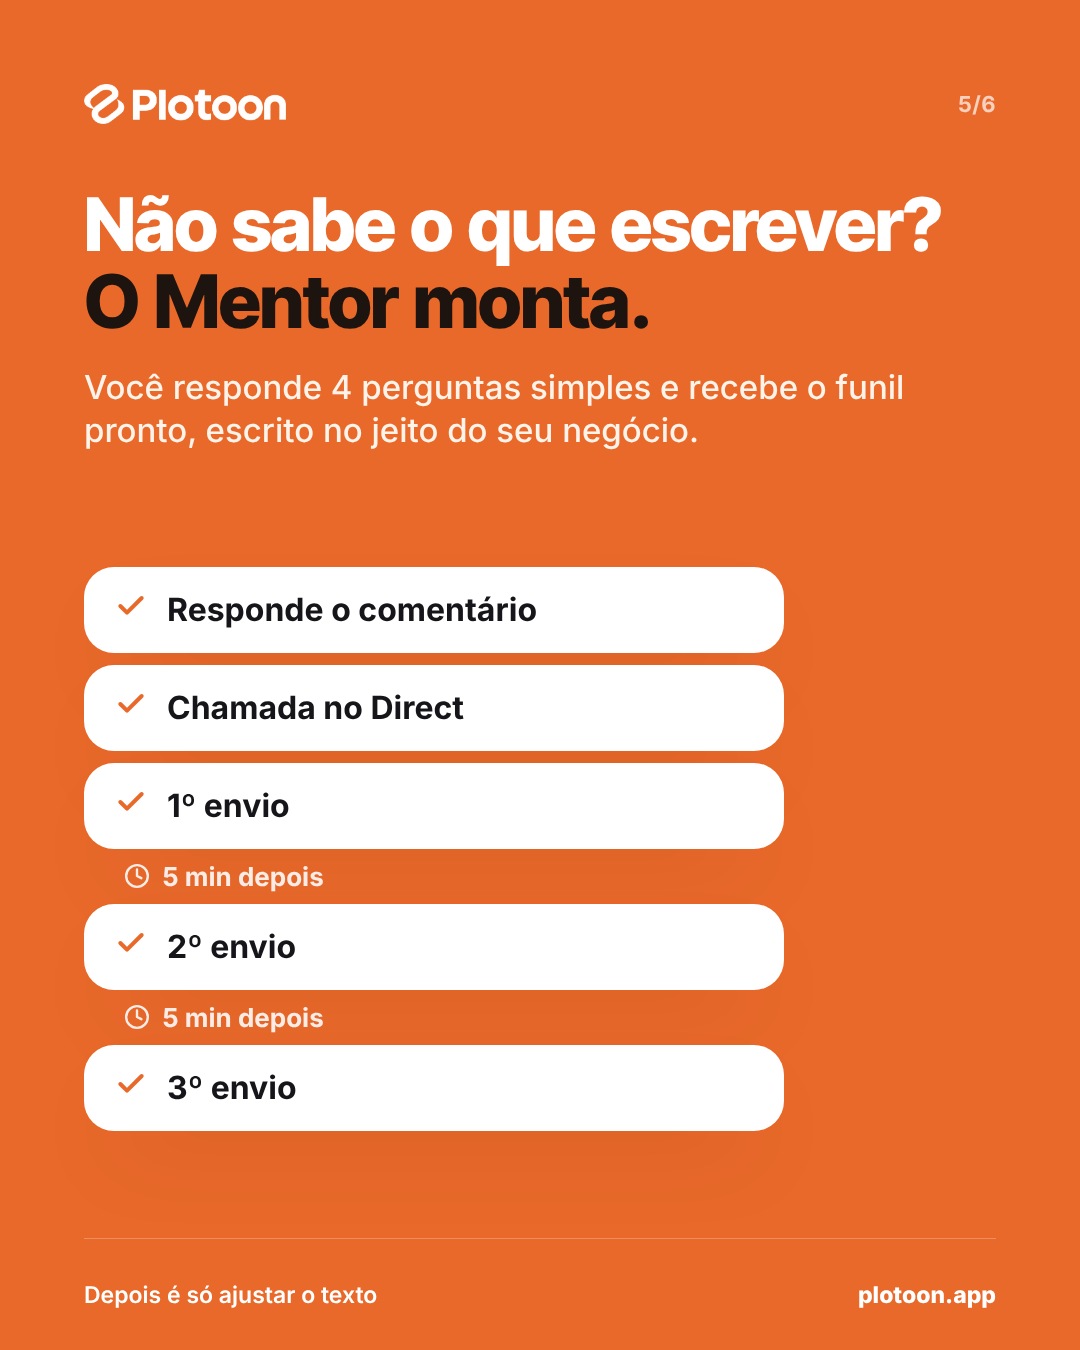 Plotoon
5/6
Não sabe o que escrever?
O Mentor monta.
Você responde 4 perguntas simples e recebe o funil
pronto, escrito no jeito do seu negócio.
Responde o comentário
Chamada no Direct
1º envio
5 min depois
2º envio
5 min depois
3º envio
Depois é só ajustar o texto
plotoon.app